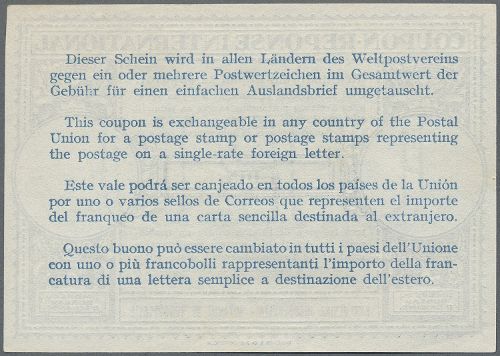 Dieser Schein wird in allen Ländern des Weltpostvereins
gegen ein oder mehrere Postwertzeichen im Gesamtwert der
Gebühr für einen einfachen Auslandsbrief umgetauscht.
This coupon is exchangeable in any country of the Postal
Union for a postage stamp or postage stamps representing
the postage on a single-rate foreign letter.
Este vale podrá ser canjeado en todos los países de la Unión
por uno o varios sellos de Correos que representen el importe
del franqueo de una carta sencilla destinada al extranjero.
Questo buono può essere cambiato in tutti i paesi dell'Unione
con uno o più francobolli rappresentanti l'importo della fran-
catura di una lettera semplice a destinazione dell'estero.